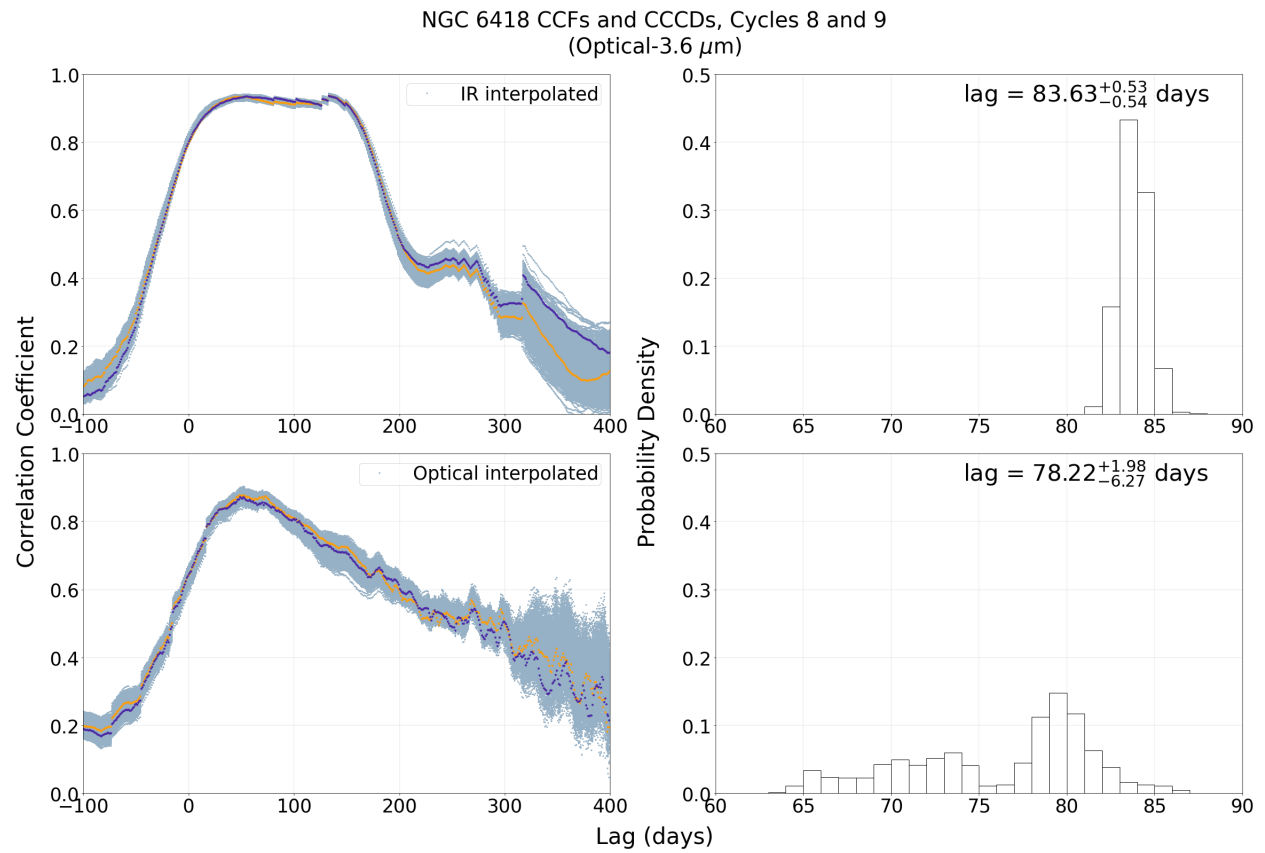 NGC 6418 CCFs and CCCDs, Cycles 8 and 9
(Optical-3.6 μm)
1.0
0.8
0.6
0.4
0.2
0.0
IR interpolated
−100 0 100 200 300 400
0.5
0.4
0.3
0.2
0.1
0.0
lag = 83.63+0.53−0.54 days
60 65 70 75 80 85 90
Correlation Coefficient
Probability Density
1.0
0.8
0.6
0.4
0.2
0.0
Optical interpolated
−100 0 100 200 300 400
0.5
0.4
0.3
0.2
0.1
0.0
lag = 78.22+1.98−6.27 days
60 65 70 75 80 85 90
Lag (days)